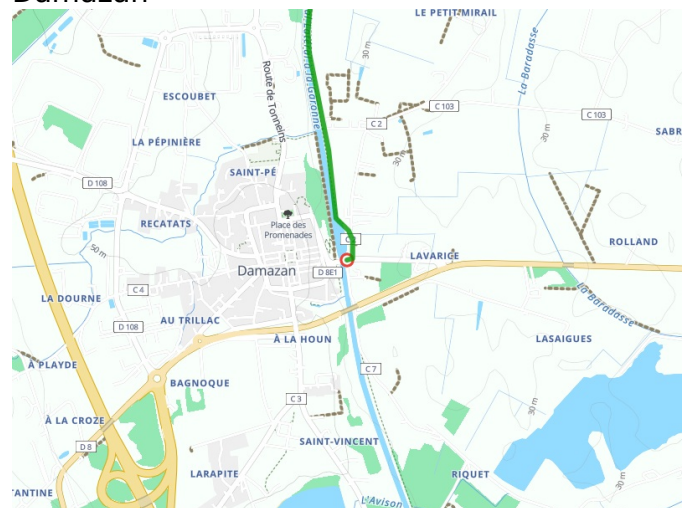 Damazan
LE PETIT MIRAIL
La Baradasse
Route de Tonneins
30 m
ESCOUBET
C 103
C 103
C 2
LA PÉPINIÈRE
30 m
30 m
SABR
SAINT-PÉ
D 108
RECATATS
Place des
Promenades
ROLLAND
50 m
LAVARICE
Damazan
D 8E1
C 4
LA DOURNE
La Baradasse
AU TRILLAC
D 108
À LA HOUN
LASAIGUES
À PLAYDE
C 7
BAGNOQUE
C 3
30 m
À LA CROZE
D 8
SAINT-VINCENT
LARAPITE
RIQUET
30 m
TANTINE
L'Avison